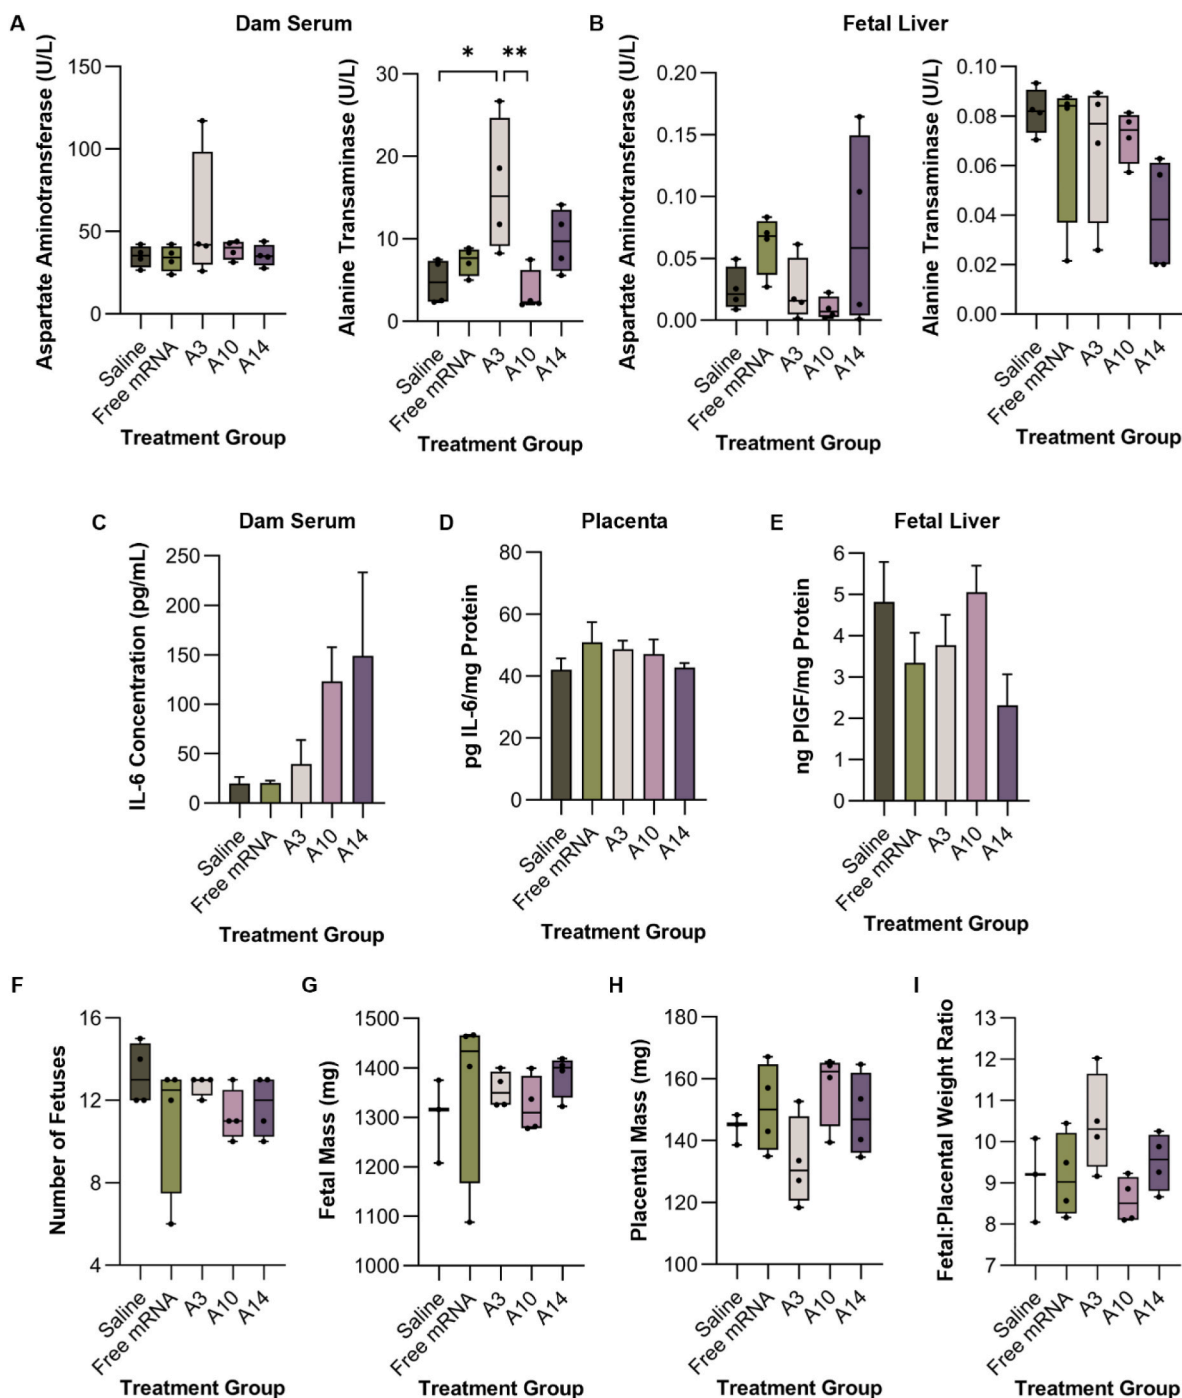 A
Dam Serum
B
Fetal Liver
Aspartate Aminotransferase (U/L)
150
100
50
0
Saline
Free mRNA
A3
A10
A14
Treatment Group
Alanine Transaminase (U/L)
30
20
10
0
*
**
Saline
Free mRNA
A3
A10
A14
Treatment Group
Aspartate Aminotransferase (U/L)
0.20
0.15
0.10
0.05
0.00
Saline
Free mRNA
A3
A10
A14
Treatment Group
Alanine Transaminase (U/L)
0.10
0.08
0.06
0.04
0.02
0.00
Saline
Free mRNA
A3
A10
A14
Treatment Group
C
Dam Serum
IL-6 Concentration (pg/mL)
250
200
150
100
50
0
Saline
Free mRNA
A3
A10
A14
Treatment Group
D
Placenta
pg IL-6/mg Protein
80
60
40
20
0
Saline
Free mRNA
A3
A10
A14
Treatment Group
E
Fetal Liver
ng PlGF/mg Protein
6
5
4
3
2
1
0
Saline
Free mRNA
A3
A10
A14
Treatment Group
F
Number of Fetuses
16
12
8
4
Saline
Free mRNA
A3
A10
A14
Treatment Group
G
Fetal Mass (mg)
1500
1400
1300
1200
1100
1000
Saline
Free mRNA
A3
A10
A14
Treatment Group
H
Placental Mass (mg)
180
160
140
120
100
Saline
Free mRNA
A3
A10
A14
Treatment Group
I
Fetal:Placental Weight Ratio
13
12
11
10
9
8
7
Saline
Free mRNA
A3
A10
A14
Treatment Group